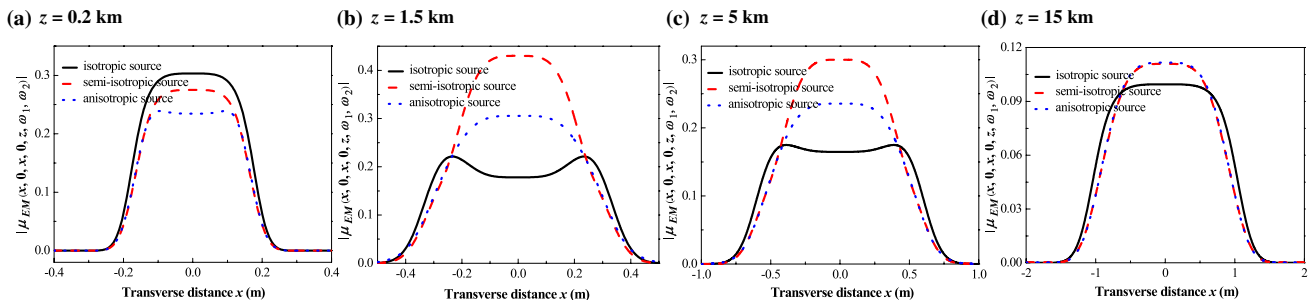 (a) z = 0.2 km
|μEM(x, 0, x, 0, z, ω1, ω2)|
0.3
0.2
0.1
0.0
isotropic source
semi-isotropic source
anisotropic source
-0.4 -0.2 0.0 0.2 0.4
Transverse distance x (m)
(b) z = 1.5 km
|μEM(x, 0, x, 0, z, ω1, ω2)|
0.4
0.3
0.2
0.1
0.0
isotropic source
semi-isotropic source
anisotropic source
-0.4 -0.2 0.0 0.2 0.4
Transverse distance x (m)
(c) z = 5 km
|μEM(x, 0, x, 0, z, ω1, ω2)|
0.3
0.2
0.1
0.0
isotropic source
semi-isotropic source
anisotropic source
-1.0 -0.5 0.0 0.5 1.0
Transverse distance x (m)
(d) z = 15 km
|μEM(x, 0, x, 0, z, ω1, ω2)|
0.12
0.09
0.06
0.03
0.00
isotropic source
semi-isotropic source
anisotropic source
-2 -1 0 1 2
Transverse distance x (m)